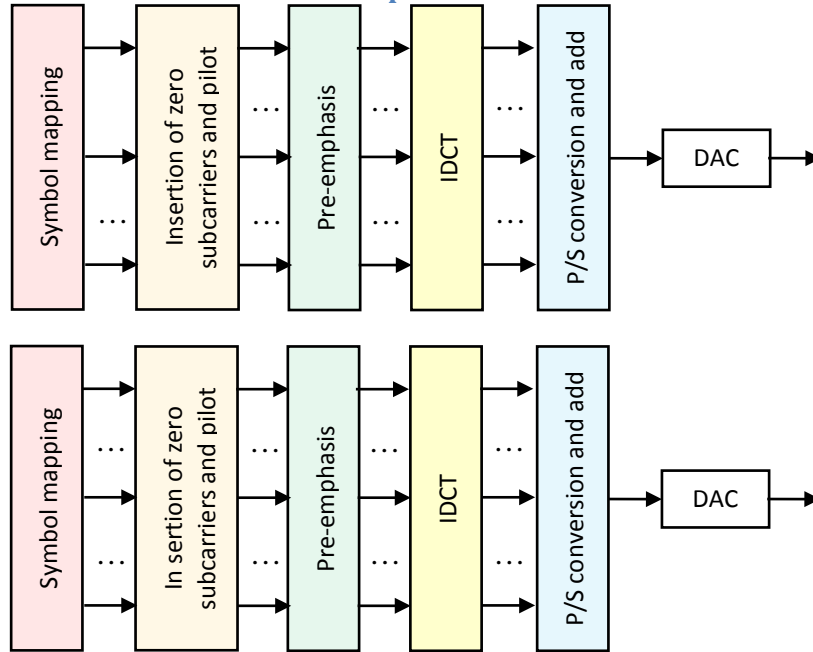 Symbol mapping
Insertion of zero
subcarriers and pilot
Pre-emphasis
IDCT
P/S conversion and add
DAC
...
...
...
...
...
...
...
...
...
Symbol mapping
In sertion of zero
subcarriers and pilot
Pre-emphasis
IDCT
P/S conversion and add
DAC
...
...
...
...
...
...
...
...